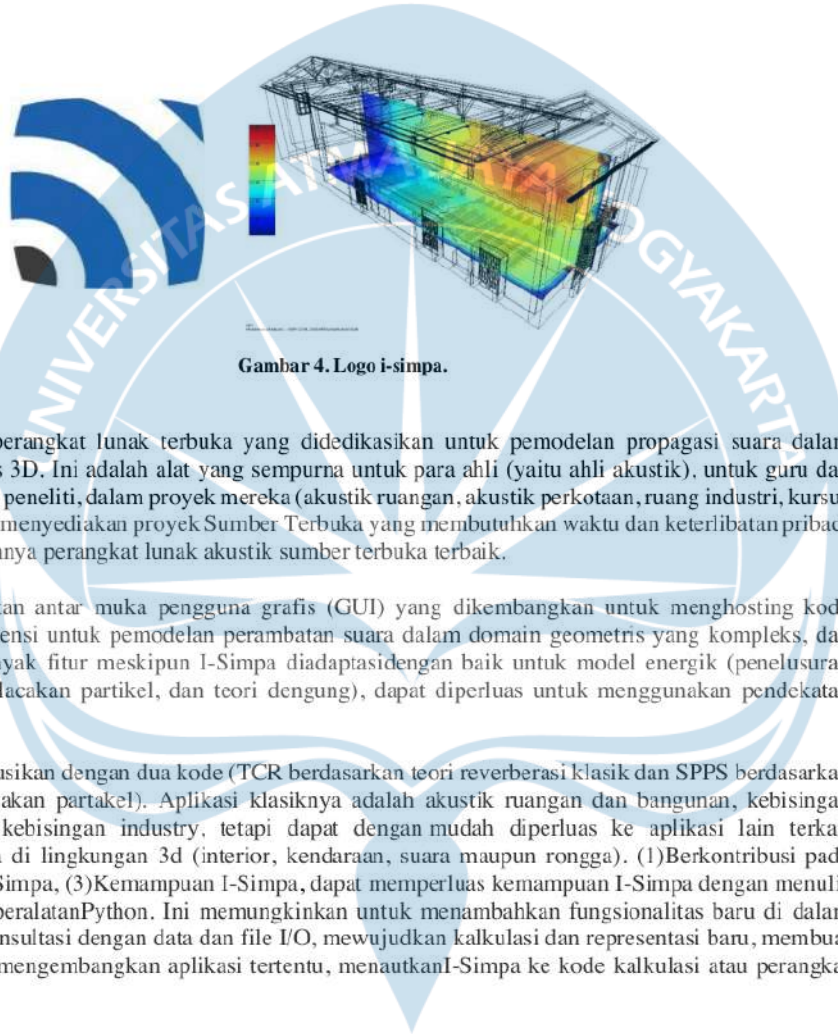 UNIVERSITAS ATMA JAYA YOGYAKARTA
Gambar 4. Logo i-simpa.
perangkat lunak terbuka yang didedikasikan untuk pemodelan propagasi suara dalam
3D. Ini adalah alat yang sempurna untuk para ahli (yaitu ahli akustik), untuk guru da
peneliti, dalam proyek mereka (akustik ruangan, akustik perkotaan, ruang industri, kursu
menyediakan proyek Sumber Terbuka yang membutuhkan waktu dan keterlibatan pribad
nya perangkat lunak akustik sumber terbuka terbaik.
kan antar muka pengguna grafis (GUI) yang dikembangkan untuk menghosting kod
ensi untuk pemodelan perambatan suara dalam domain geometris yang kompleks, da
yak fitur meskipun I-Simpa diadaptasidengan baik untuk model energik (penelusura
lacakan partikel, dan teori dengung), dapat diperluas untuk menggunakan pendekata
usikan dengan dua kode (TCR berdasarkan teori reverberasi klasik dan SPPS berdasarka
akan partakel). Aplikasi klasiknya adalah akustik ruangan dan bangunan, kebisinga
kebisingan industry, tetapi dapat dengan mudah diperluas ke aplikasi lain terka
di lingkungan 3d (interior, kendaraan, suara maupun rongga). (1)Berkontribusi pad
Simpa, (3)Kemampuan I-Simpa, dapat memperluas kemampuan I-Simpa dengan menuli
peralatanPython. Ini memungkinkan untuk menambahkan fungsionalitas baru di dalam
nsultasi dengan data dan file I/O, mewujudkan kalkulasi dan representasi baru, membua
mengembangkan aplikasi tertentu, menautkanI-Simpa ke kode kalkulasi atau perangka